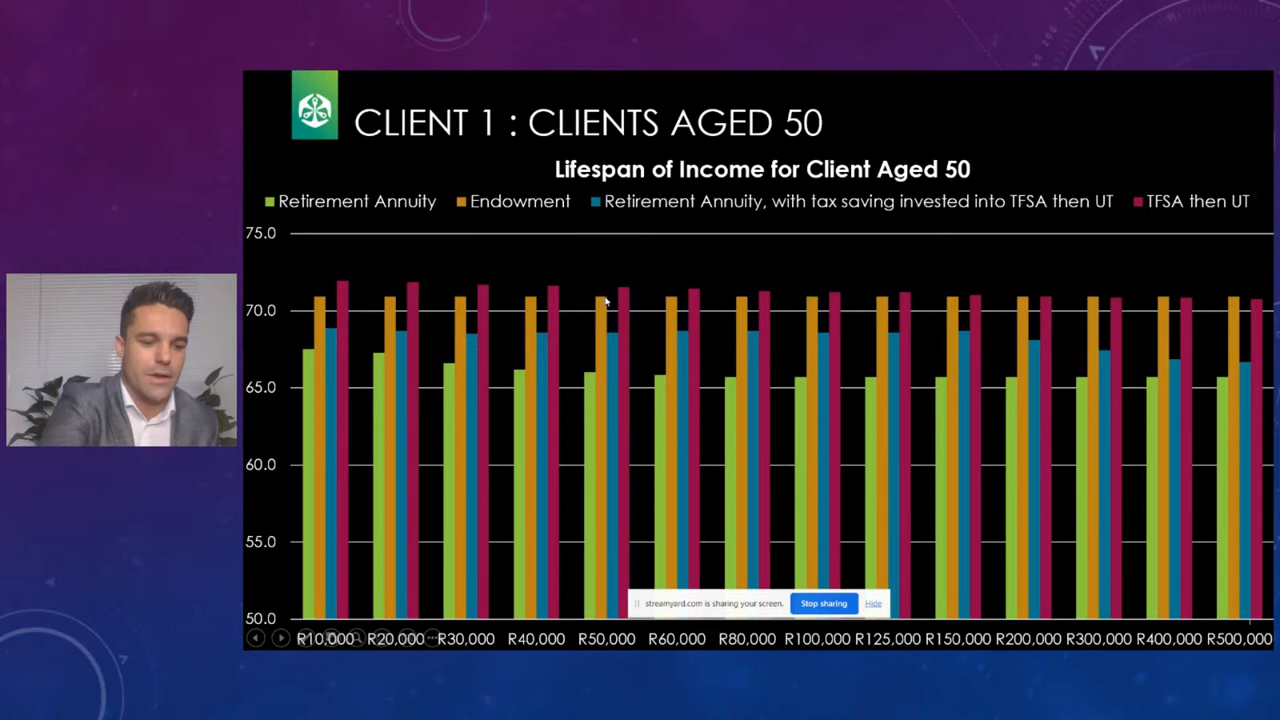 CLIENT 1 : CLIENTS AGED 50
Lifespan of Income for Client Aged 50
Retirement Annuity Endowment Retirement Annuity, with tax saving invested into TFSA then UT TFSA then UT
75.0
70.0
65.0
60.0
55.0
50.0
streamyard.com is sharing your screen. Stop sharing Hide
R10,000 R20,000 R30,000 R40,000 R50,000 R60,000 R80,000 R100,000 R125,000 R150,000 R200,000 R300,000 R400,000 R500,000